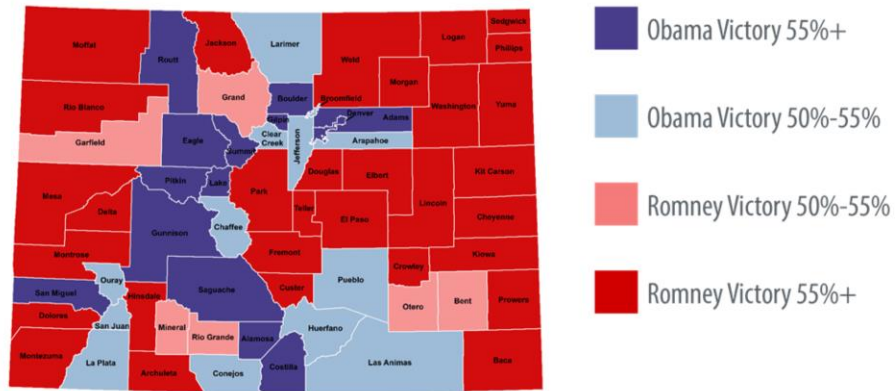 Moffat
Routt
Jackson
Larimer
Weld
Logan
Sedgwick
Phillips
Morgan
Rio Blanco
Grand
Boulder
Broomfield
Washington
Yuma
Garfield
Eagle
Summit
Gilpin
Clear
Creek
Jefferson
Denver
Adams
Arapahoe
Pitkin
Lake
Park
Douglas
Elbert
Kit Carson
Mesa
Delta
Gunnison
Chaffee
Teller
El Paso
Lincoln
Cheyenne
Montrose
Fremont
Kiowa
Ouray
Pueblo
Crowley
San Miguel
Hinsdale
Saguache
Custer
Otero
Bent
Prowers
Dolores
San Juan
Mineral
Rio Grande
Alamosa
Huerfano
Montezuma
La Plata
Archuleta
Conejos
Costilla
Las Animas
Baca
Obama Victory 55%+
Obama Victory 50%-55%
Romney Victory 50%-55%
Romney Victory 55%+